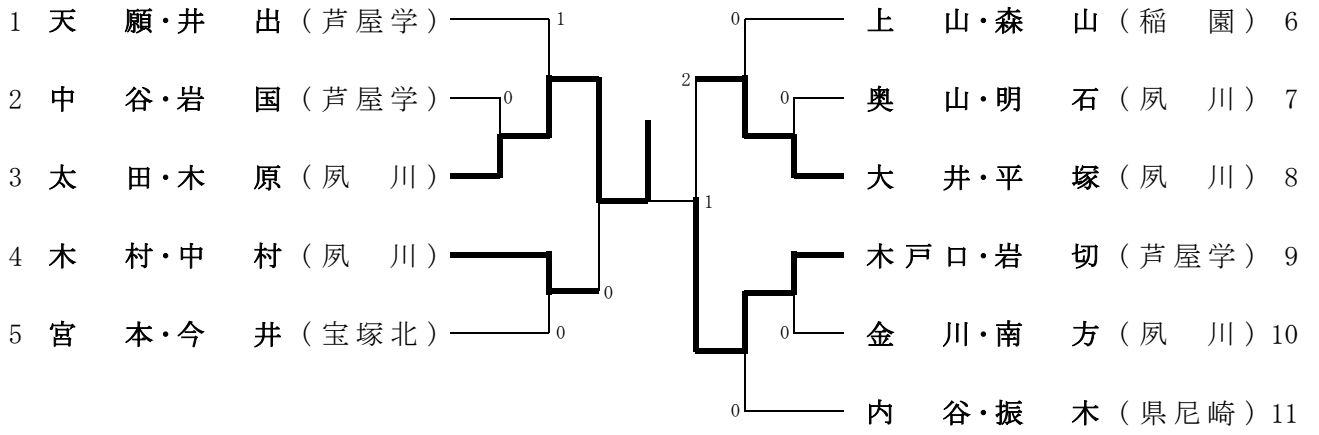 1 天 願・井 出 (芦屋学) 1
2 中 谷・岩 国 (芦屋学) 0
3 太 田・木 原 (夙 川)
4 木 村・中 村 (夙 川) 0
5 宮 本・今 井 (宝塚北) 0
0 上 山・森 山 (稲 園) 6
2
0 奥 山・明 石 (夙 川) 7
大 井・平 塚 (夙 川) 8
1
木戸口・岩 切 (芦屋学) 9
0 金 川・南 方 (夙 川) 10
0 内 谷・振 木 (県尼崎) 11